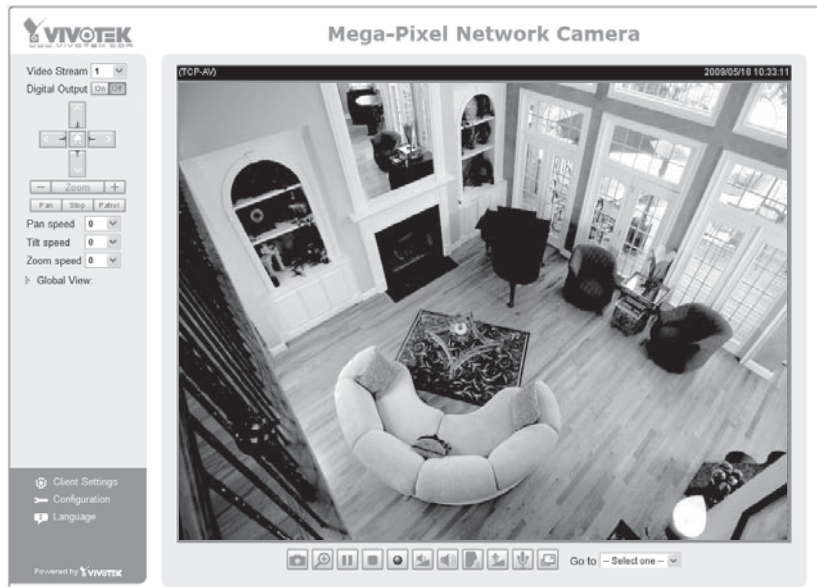 VIVOTEK
www.vivotek.com
Mega-Pixel Network Camera
Video Stream 1
Digital Output On Off
Zoom
Pan Stop Patrol
Pan speed 0
Tilt speed 0
Zoom speed 0
Global View:
(TCP-AV) 2009/05/18 10:33:11
Client Settings
Configuration
Language
Powered by VIVOTEK
Go to -- Select one --